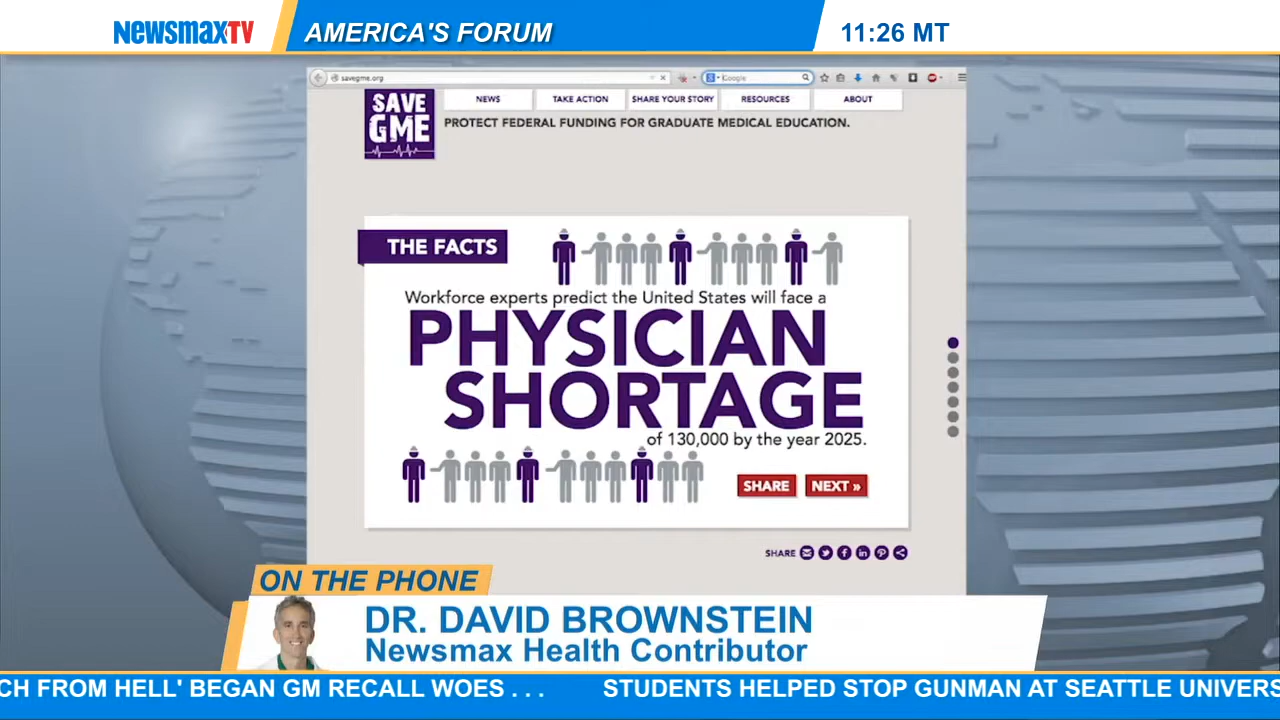 NEWSMAXTV
AMERICA'S FORUM
11:26 MT
savegme.org
Google
SAVE
GME
NEWS
TAKE ACTION
SHARE YOUR STORY
RESOURCES
ABOUT
PROTECT FEDERAL FUNDING FOR GRADUATE MEDICAL EDUCATION.
THE FACTS
Workforce experts predict the United States will face a
PHYSICIAN
SHORTAGE
of 130,000 by the year 2025.
SHARE
NEXT »
SHARE
ON THE PHONE
DR. DAVID BROWNSTEIN
Newsmax Health Contributor
CH FROM HELL' BEGAN GM RECALL WOES . . .
STUDENTS HELPED STOP GUNMAN AT SEATTLE UNIVERS